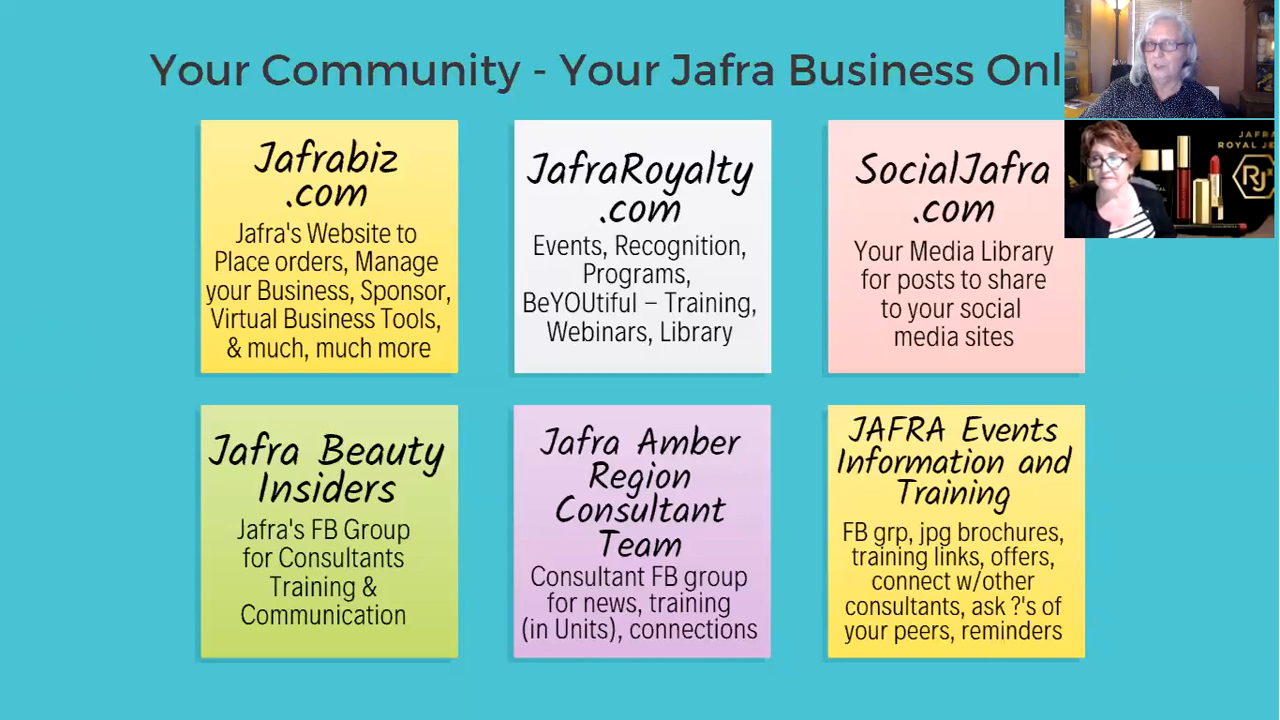 Your Community - Your Jafra Business Onl
Jafrabiz
.com
Jafra's Website to
Place orders, Manage
your Business, Sponsor,
Virtual Business Tools,
& much, much more
JafraRoyalty
.com
Events, Recognition,
Programs,
BeYOUtiful – Training,
Webinars, Library
SocialJafra
.com
Your Media Library
for posts to share
to your social
media sites
JAFRA
ROYAL JE
RJ
Jafra Beauty
Insiders
Jafra's FB Group
for Consultants
Training &
Communication
Jafra Amber
Region
Consultant
Team
Consultant FB group
for news, training
(in Units), connections
JAFRA Events
Information and
Training
FB grp, jpg brochures,
training links, offers,
connect w/other
consultants, ask ?'s of
your peers, reminders